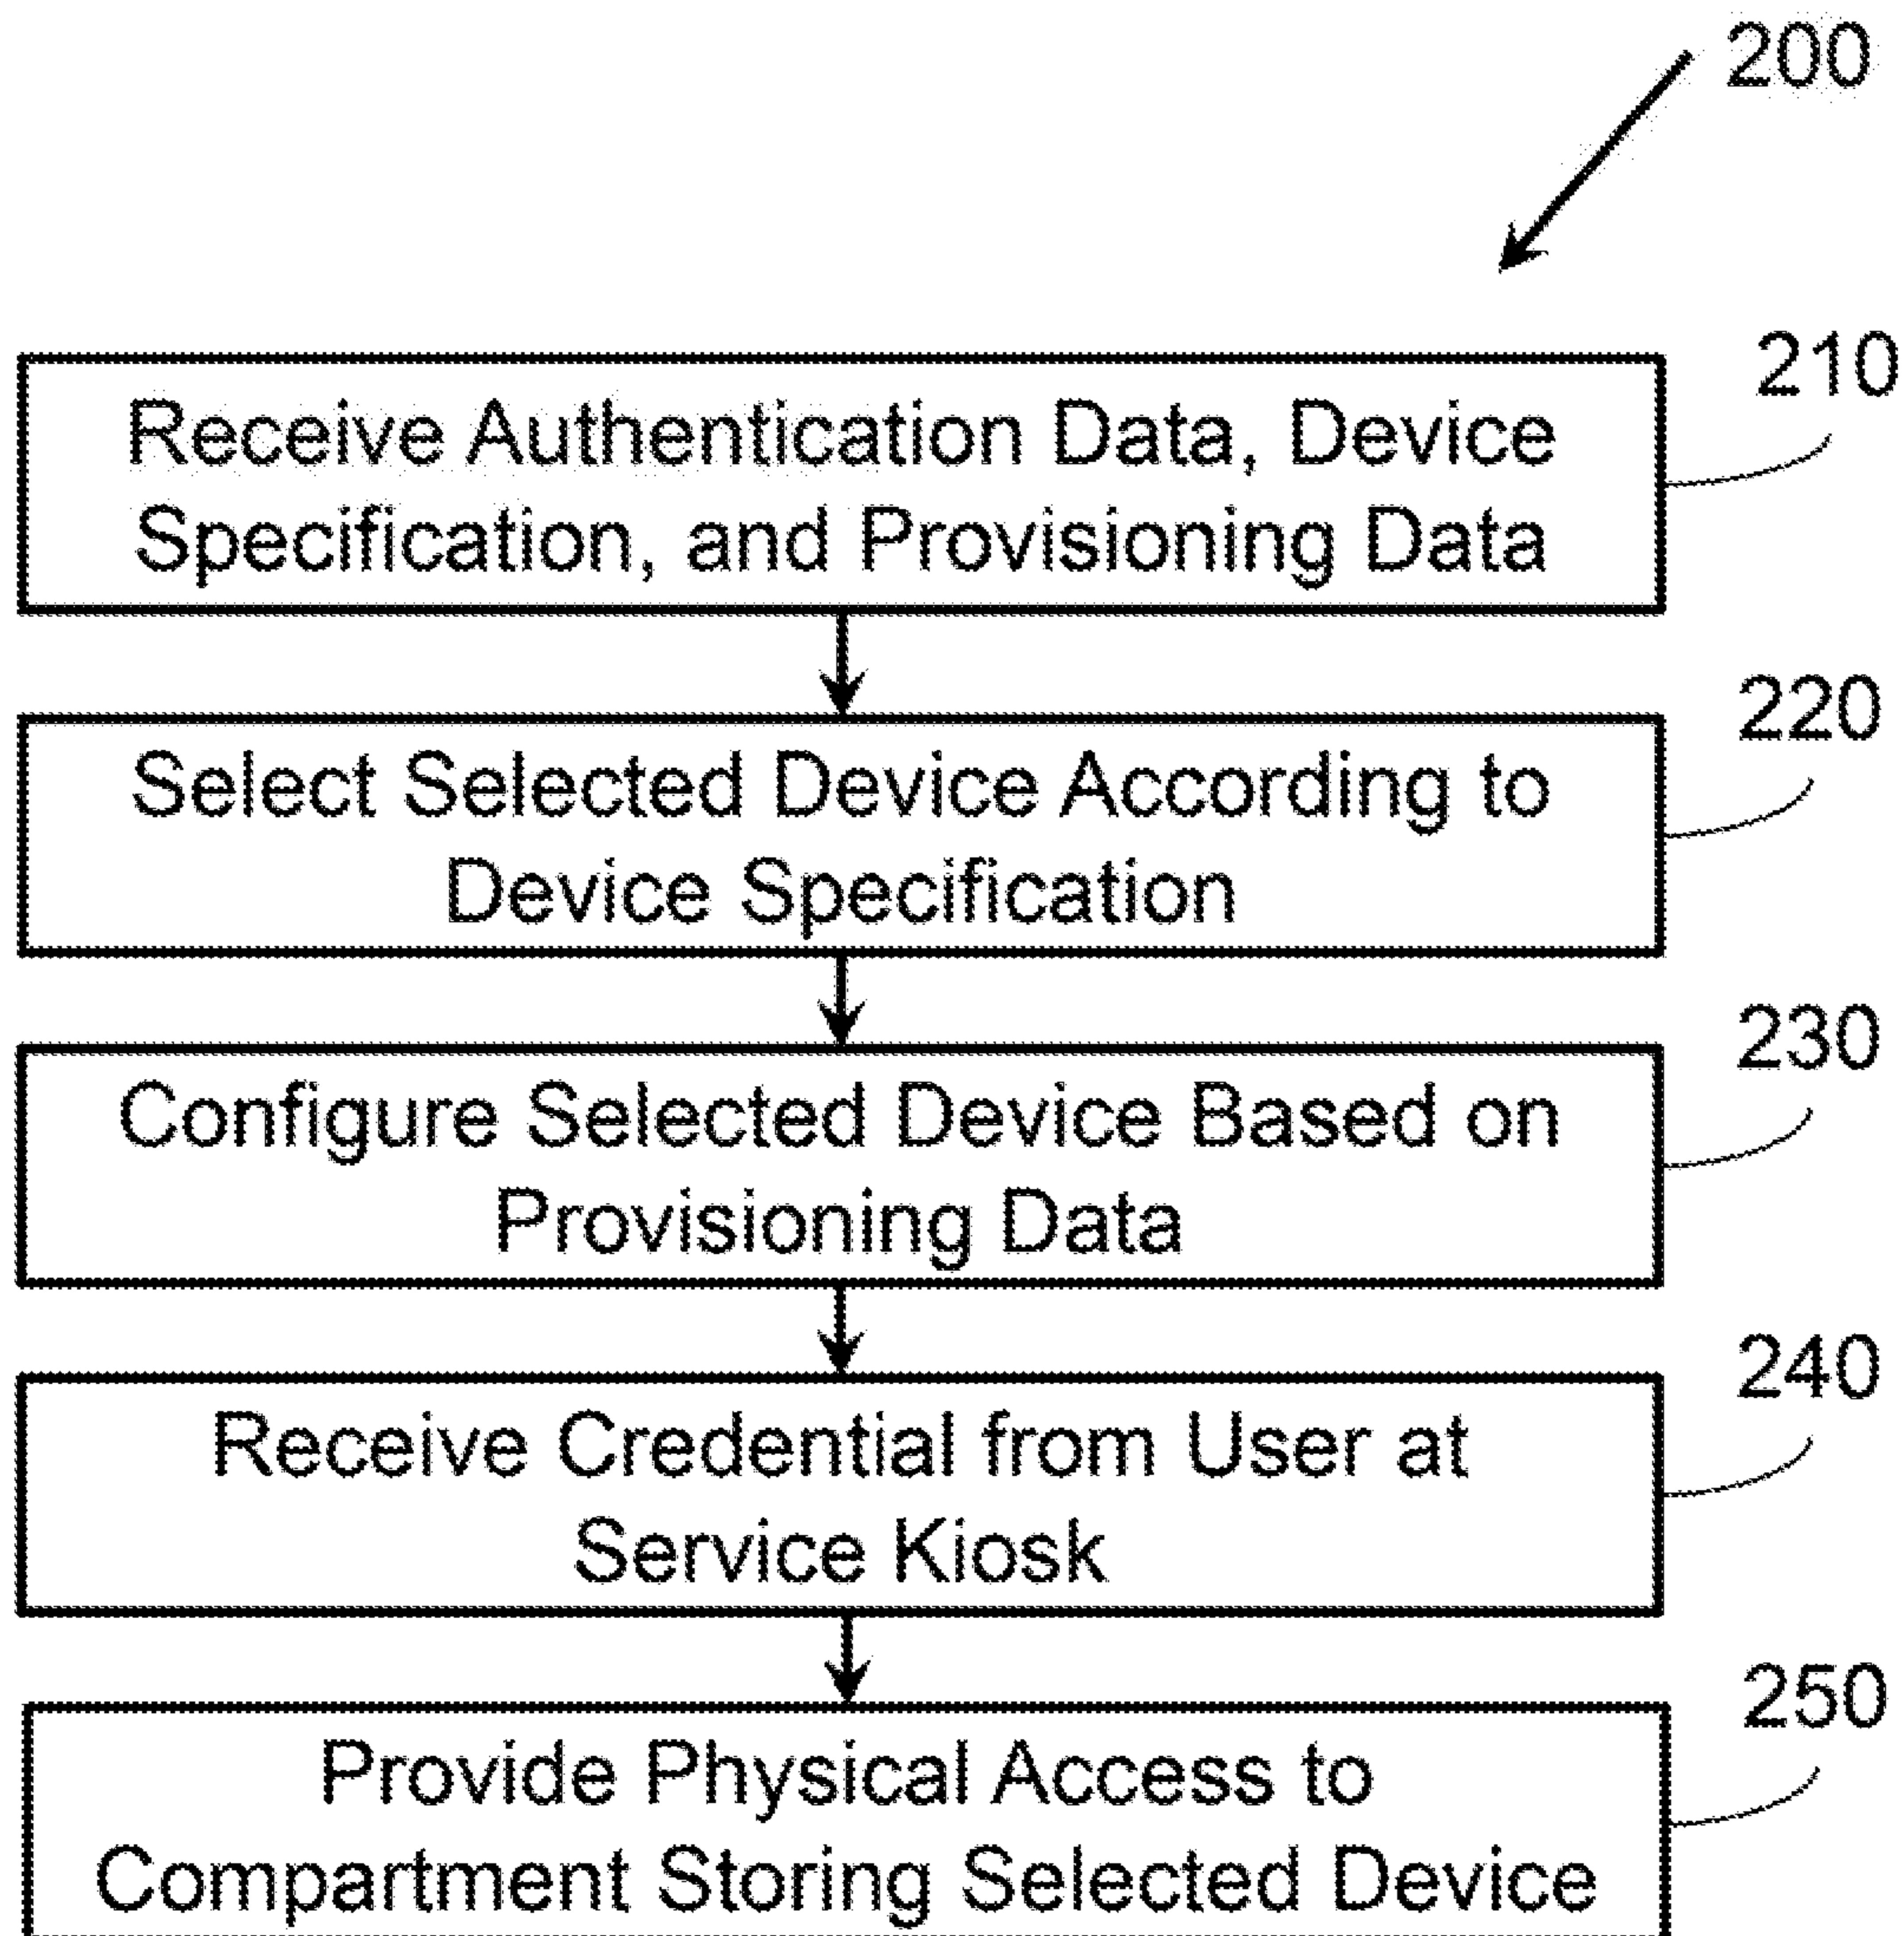 200
210
Receive Authentication Data, Device
Specification, and Provisioning Data
220
Select Selected Device According to
Device Specification
230
Configure Selected Device Based on
Provisioning Data
240
Receive Credential from User at
Service Kiosk
250
Provide Physical Access to
Compartment Storing Selected Device